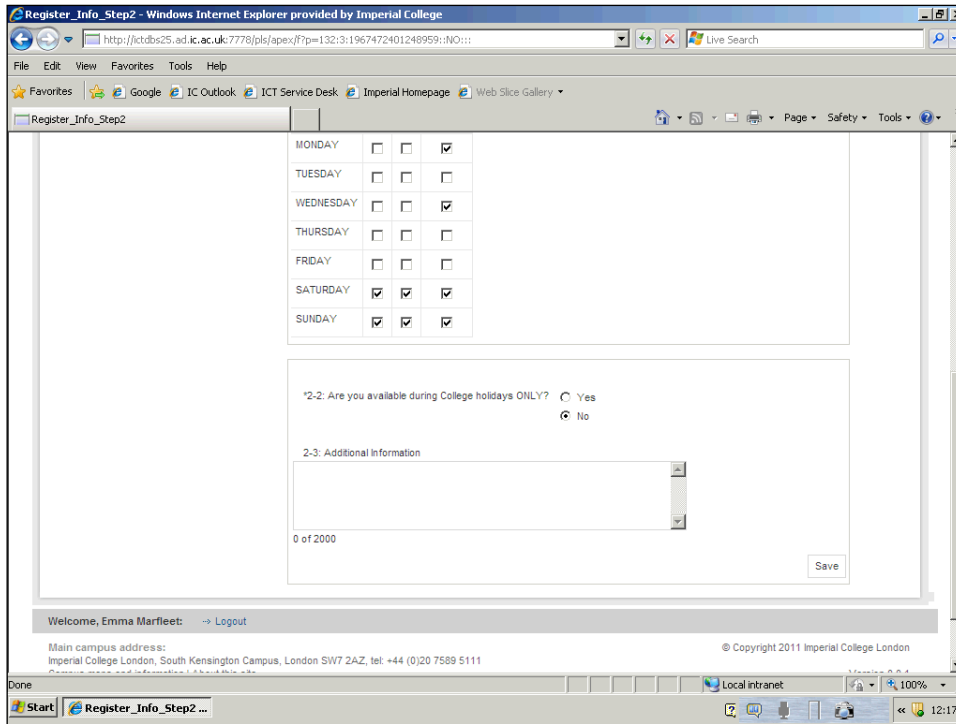 Register_Info_Step2 - Windows Internet Explorer provided by Imperial College
http://ictdbs25.ad.ic.ac.uk:7778/pls/apex/f?p=132:3:1967472401248959::NO:::
Live Search
File Edit View Favorites Tools Help
Favorites Google IC Outlook ICT Service Desk Imperial Homepage Web Slice Gallery
Register_Info_Step2 Page Safety Tools
MONDAY
TUESDAY
WEDNESDAY
THURSDAY
FRIDAY
SATURDAY
SUNDAY
*2-2: Are you available during College holidays ONLY? Yes
No
2-3: Additional Information
0 of 2000
Save
Welcome, Emma Marfleet: -> Logout
Main campus address: © Copyright 2011 Imperial College London
Imperial College London, South Kensington Campus, London SW7 2AZ, tel: +44 (0)20 7589 5111
Done Local intranet 100%
Start Register_Info_Step2 ... « 12:17